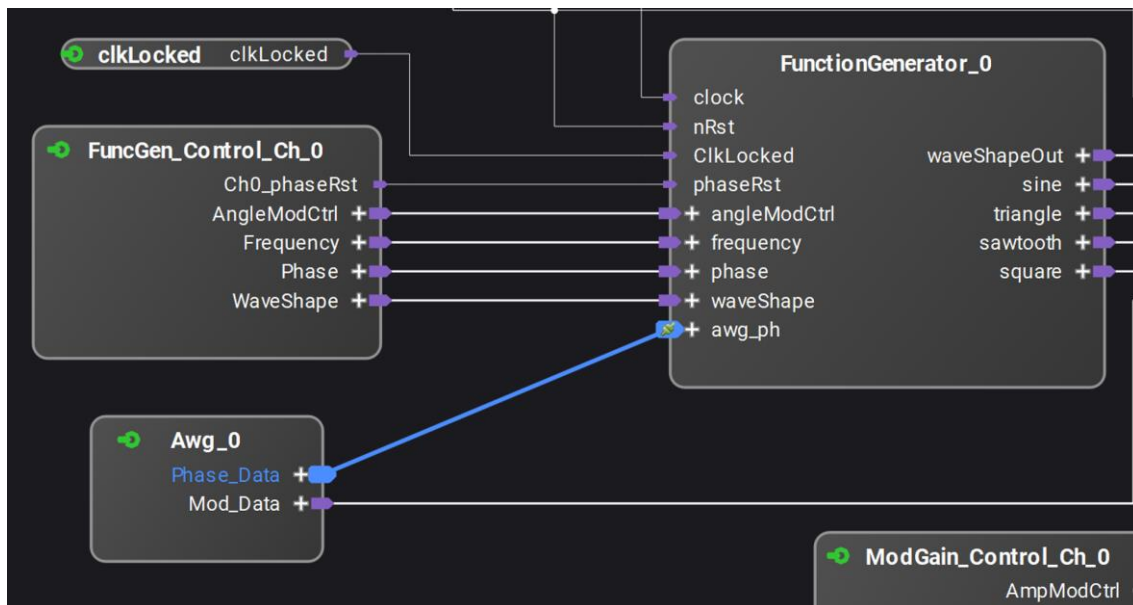 clkLocked clkLocked
FuncGen_Control_Ch_0
Ch0_phaseRst
AngleModCtrl
Frequency
Phase
WaveShape
Awg_0
Phase_Data
Mod_Data
FunctionGenerator_0
clock
nRst
ClkLocked
phaseRst
angleModCtrl
frequency
phase
waveShape
awg_ph
waveShapeOut
sine
triangle
sawtooth
square
ModGain_Control_Ch_0
AmpModCtrl